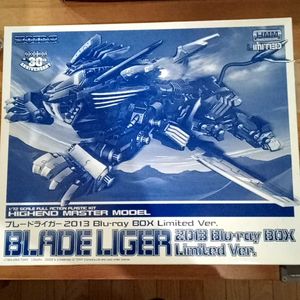 ZOIDS
30th
ANNIVERSARY
HMM
LIMITED
1/72 SCALE FULL ACTION PLASTIC KIT
HIGHEND MASTER MODEL
ブレードライガー2013 Blu-ray BOX Limited Ver.
BLADE LIGER 2013 Blu-ray BOX
Limited Ver.